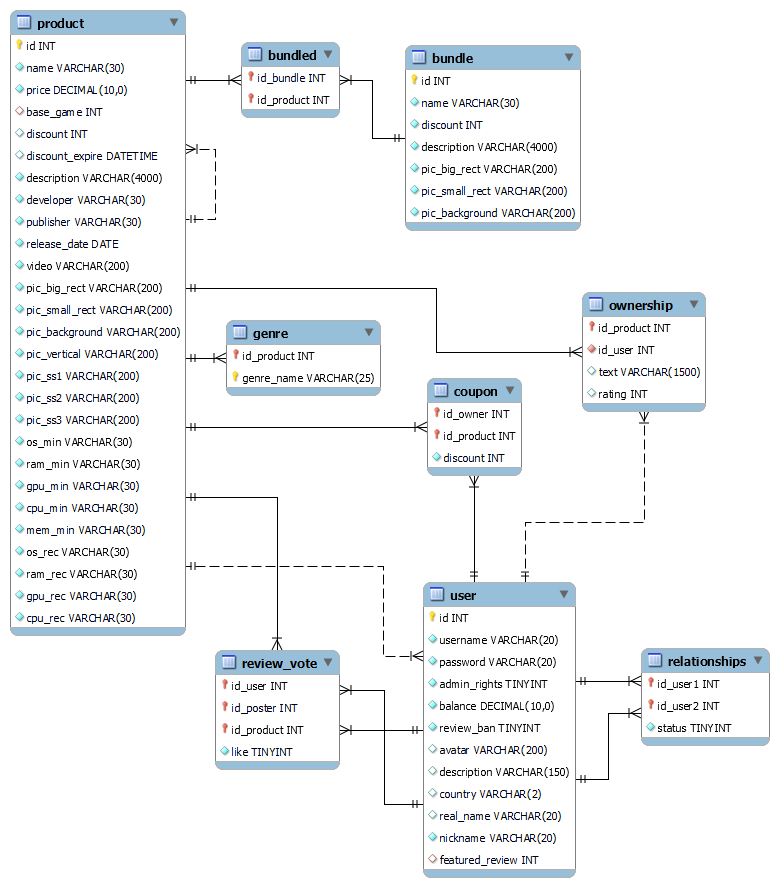 product
id INT
name VARCHAR(30)
price DECIMAL(10,0)
base_game INT
discount INT
discount_expire DATETIME
description VARCHAR(4000)
developer VARCHAR(30)
publisher VARCHAR(30)
release_date DATE
video VARCHAR(200)
pic_big_rect VARCHAR(200)
pic_small_rect VARCHAR(200)
pic_background VARCHAR(200)
pic_vertical VARCHAR(200)
pic_ss1 VARCHAR(200)
pic_ss2 VARCHAR(200)
pic_ss3 VARCHAR(200)
os_min VARCHAR(30)
ram_min VARCHAR(30)
gpu_min VARCHAR(30)
cpu_min VARCHAR(30)
mem_min VARCHAR(30)
os_rec VARCHAR(30)
ram_rec VARCHAR(30)
gpu_rec VARCHAR(30)
cpu_rec VARCHAR(30)
bundled
id_bundle INT
id_product INT
bundle
id INT
name VARCHAR(30)
discount INT
description VARCHAR(4000)
pic_big_rect VARCHAR(200)
pic_small_rect VARCHAR(200)
pic_background VARCHAR(200)
genre
id_product INT
genre_name VARCHAR(25)
ownership
id_product INT
id_user INT
text VARCHAR(1500)
rating INT
coupon
id_owner INT
id_product INT
discount INT
user
id INT
username VARCHAR(20)
password VARCHAR(20)
admin_rights TINYINT
balance DECIMAL(10,0)
review_ban TINYINT
avatar VARCHAR(200)
description VARCHAR(150)
country VARCHAR(2)
real_name VARCHAR(20)
nickname VARCHAR(20)
featured_review INT
review_vote
id_user INT
id_poster INT
id_product INT
like TINYINT
relationships
id_user1 INT
id_user2 INT
status TINYINT